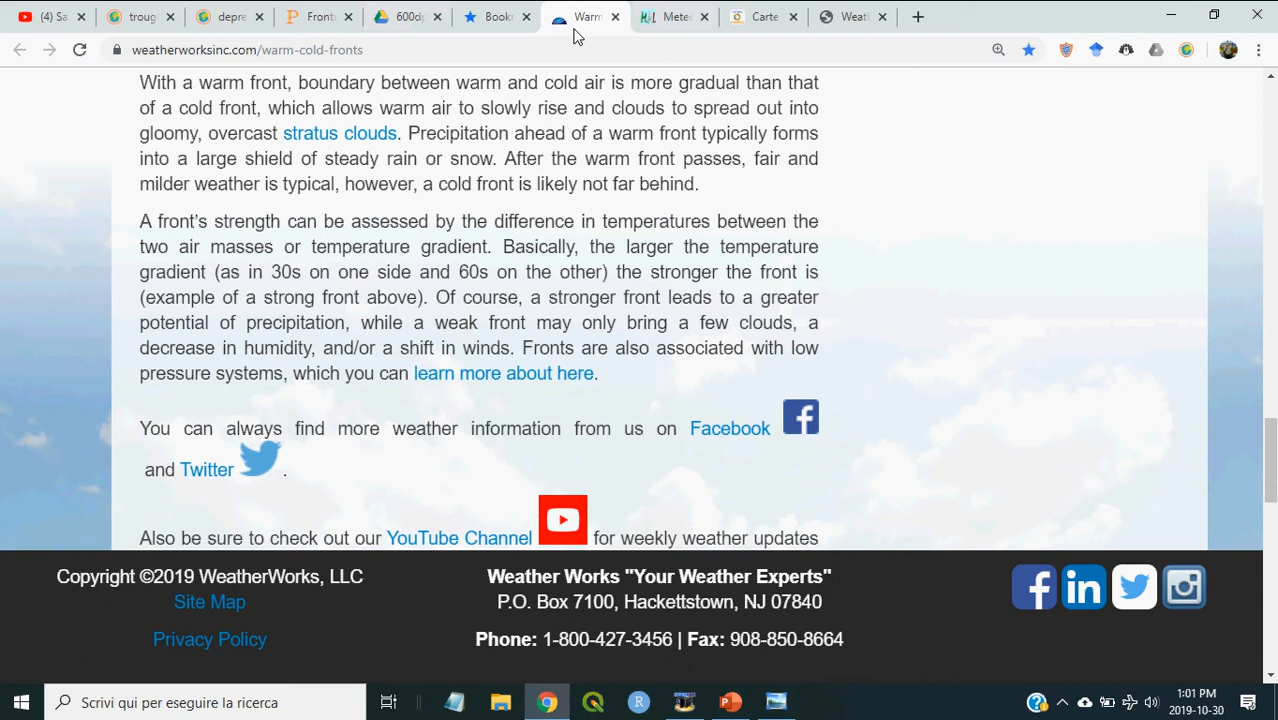 (4) Sa
troug
depre
Fronts
600dp
Bookr
Warm
Mete
Carte
Weat
weatherworksinc.com/warm-cold-fronts
With a warm front, boundary between warm and cold air is more gradual than that
of a cold front, which allows warm air to slowly rise and clouds to spread out into
gloomy, overcast stratus clouds. Precipitation ahead of a warm front typically forms
into a large shield of steady rain or snow. After the warm front passes, fair and
milder weather is typical, however, a cold front is likely not far behind.
A front's strength can be assessed by the difference in temperatures between the
two air masses or temperature gradient. Basically, the larger the temperature
gradient (as in 30s on one side and 60s on the other) the stronger the front is
(example of a strong front above). Of course, a stronger front leads to a greater
potential of precipitation, while a weak front may only bring a few clouds, a
decrease in humidity, and/or a shift in winds. Fronts are also associated with low
pressure systems, which you can learn more about here.
You can always find more weather information from us on Facebook
and Twitter .
Also be sure to check out our YouTube Channel for weekly weather updates
Copyright ©2019 WeatherWorks, LLC
Site Map
Privacy Policy
Weather Works "Your Weather Experts"
P.O. Box 7100, Hackettstown, NJ 07840
Phone: 1-800-427-3456 | Fax: 908-850-8664
Scrivi qui per eseguire la ricerca
1:01 PM
2019-10-30